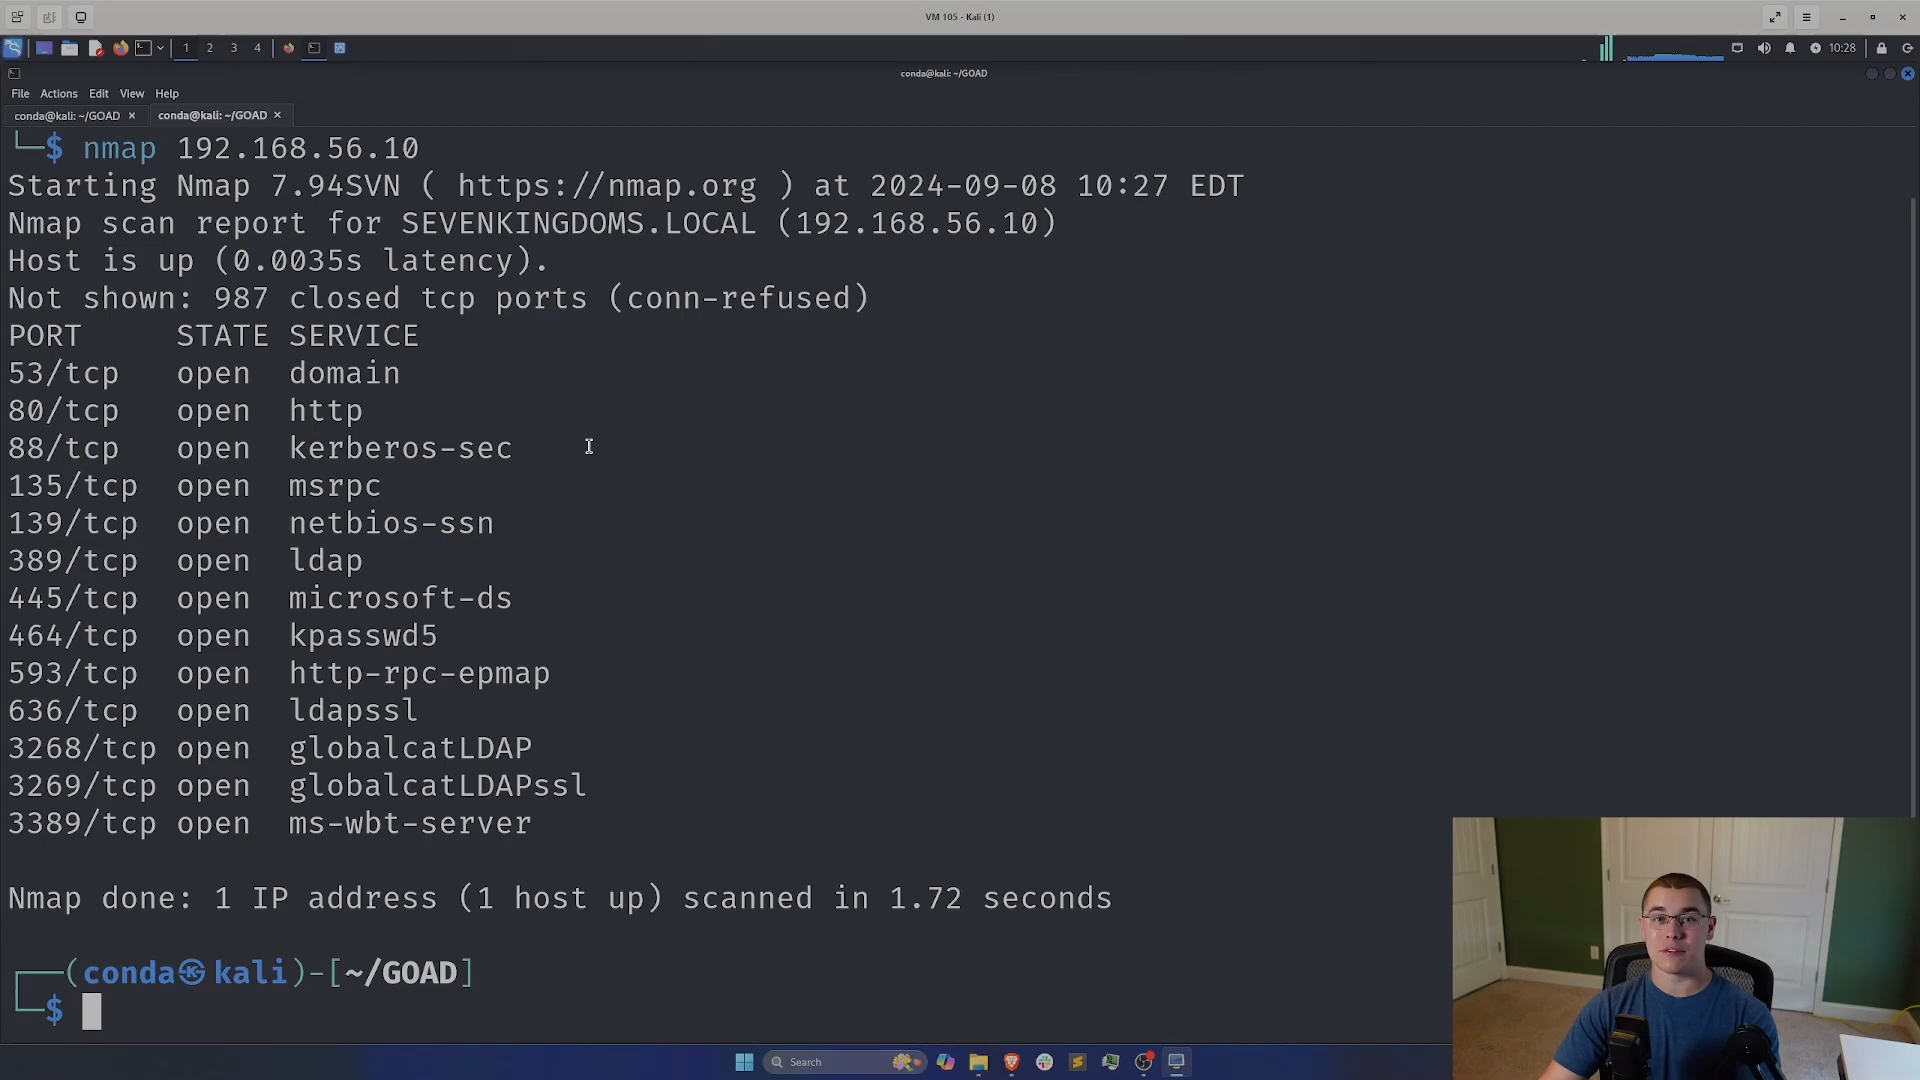 VM 105 - Kali (1)
1 2 3 4
10:28
conda@kali: ~/GOAD
File Actions Edit View Help
conda@kali: ~/GOAD × conda@kali: ~/GOAD ×
└─$ nmap 192.168.56.10
Starting Nmap 7.94SVN ( https://nmap.org ) at 2024-09-08 10:27 EDT
Nmap scan report for SEVENKINGDOMS.LOCAL (192.168.56.10)
Host is up (0.0035s latency).
Not shown: 987 closed tcp ports (conn-refused)
PORT STATE SERVICE
53/tcp open domain
80/tcp open http
88/tcp open kerberos-sec
135/tcp open msrpc
139/tcp open netbios-ssn
389/tcp open ldap
445/tcp open microsoft-ds
464/tcp open kpasswd5
593/tcp open http-rpc-epmap
636/tcp open ldapssl
3268/tcp open globalcatLDAP
3269/tcp open globalcatLDAPssl
3389/tcp open ms-wbt-server
Nmap done: 1 IP address (1 host up) scanned in 1.72 seconds
┌──(conda㉿kali)-[~/GOAD]
└─$
Search